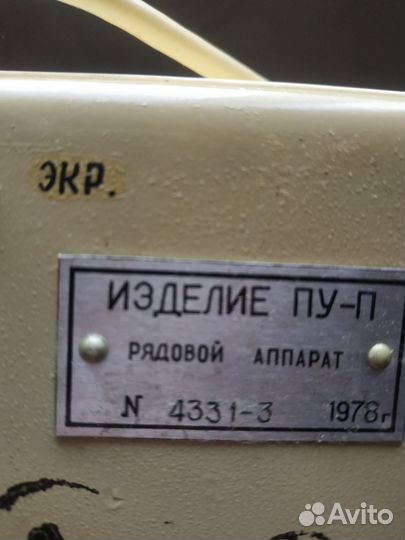 ЭКР.
ИЗДЕЛИЕ ПУ-П
РЯДОВОЙ АППАРАТ
N 4331-3 1978г
Avito